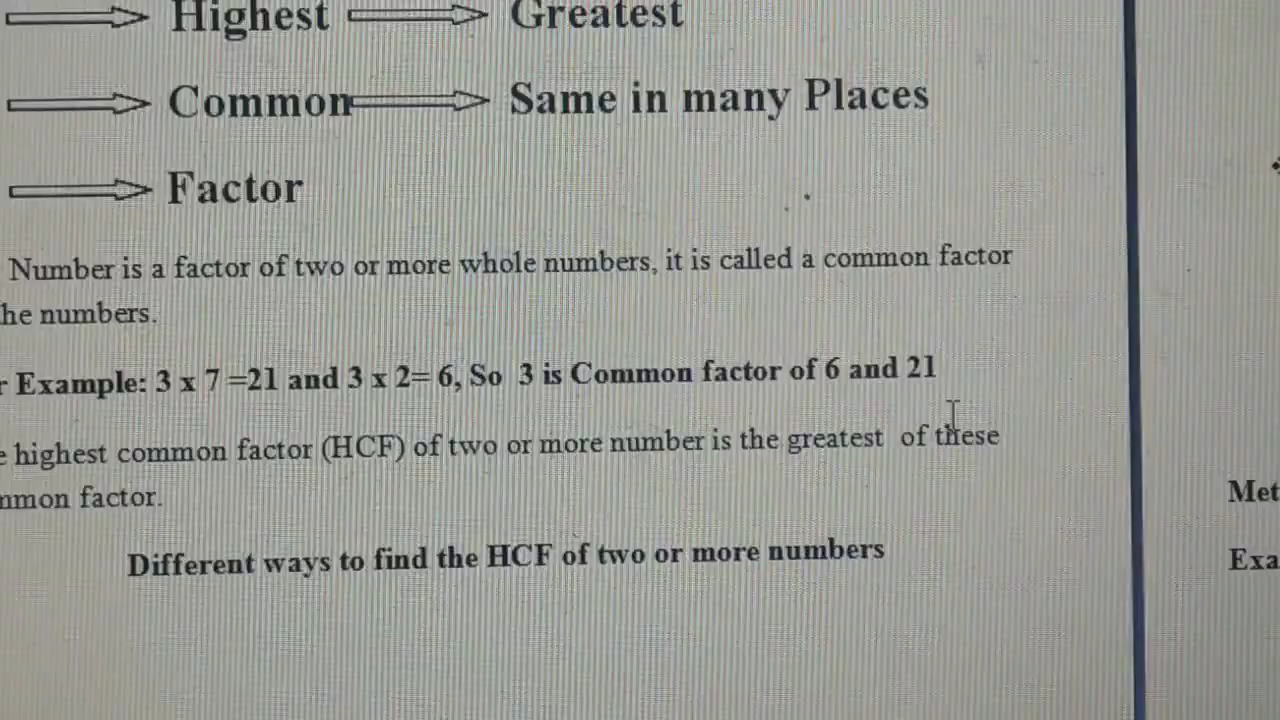 Highest Greatest
Common Same in many Places
Factor
Number is a factor of two or more whole numbers, it is called a common factor
he numbers.
r Example: 3 x 7 =21 and 3 x 2= 6, So 3 is Common factor of 6 and 21
e highest common factor (HCF) of two or more number is the greatest of these
mmon factor.
Different ways to find the HCF of two or more numbers
Met
Exa